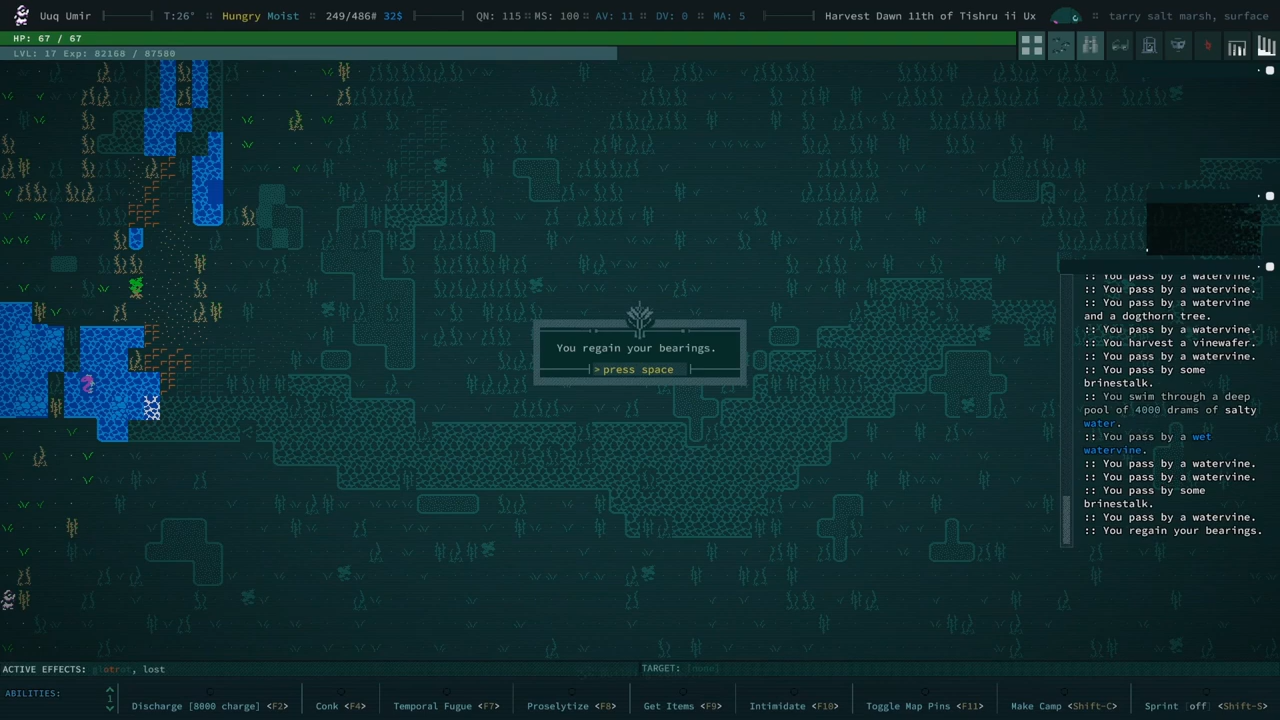 Uuq Umir T:26° :: Hungry Moist :: 249/486# 32$ QN: 115 :: MS: 100 :: AV: 11 :: DV: 0 :: MA: 5 Harvest Dawn 11th of Tishru ii Ux :: tarry salt marsh, surface
HP: 67 / 67
LVL: 17 Exp: 82168 / 87580
:: You pass by a watervine.
:: You pass by a watervine.
:: You pass by a watervine
and a dogthorn tree.
:: You pass by a watervine.
:: You harvest a vinewafer.
:: You pass by a watervine.
:: You pass by some
brinestalk.
:: You swim through a deep
pool of 4000 drams of salty
water.
:: You pass by a wet
watervine.
:: You pass by a watervine.
:: You pass by a watervine.
:: You pass by some
brinestalk.
:: You pass by a watervine.
:: You regain your bearings.
You regain your bearings.
> press space
ACTIVE EFFECTS: glotrot, lost
TARGET: [none]
ABILITIES: 1 Discharge [8000 charge] <F2> Conk <F4> Temporal Fugue <F7> Proselytize <F8> Get Items <F9> Intimidate <F10> Toggle Map Pins <F11> Make Camp <Shift-C> Sprint [off] <Shift-S>